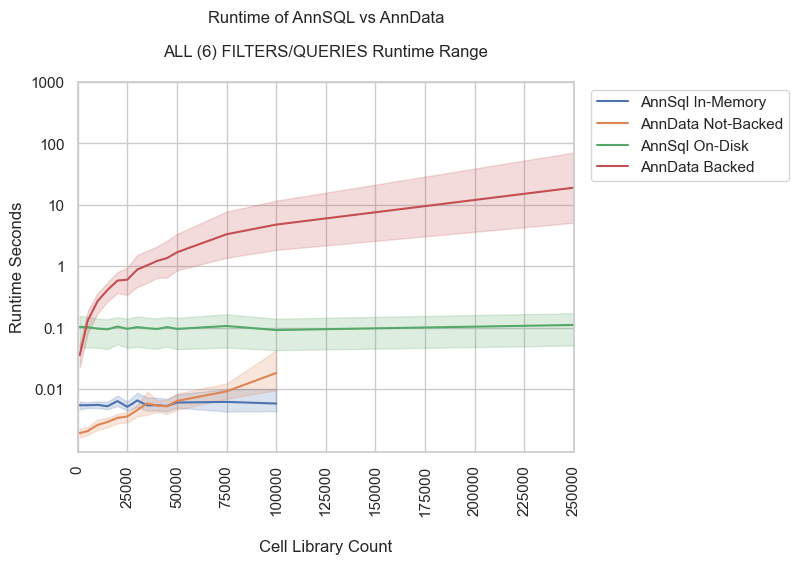 Runtime of AnnSQL vs AnnData
ALL (6) FILTERS/QUERIES Runtime Range
1000
100
10
1
0.1
0.01
Runtime Seconds
0
25000
50000
75000
100000
125000
150000
175000
200000
225000
250000
Cell Library Count
AnnSql In-Memory
AnnData Not-Backed
AnnSql On-Disk
AnnData Backed